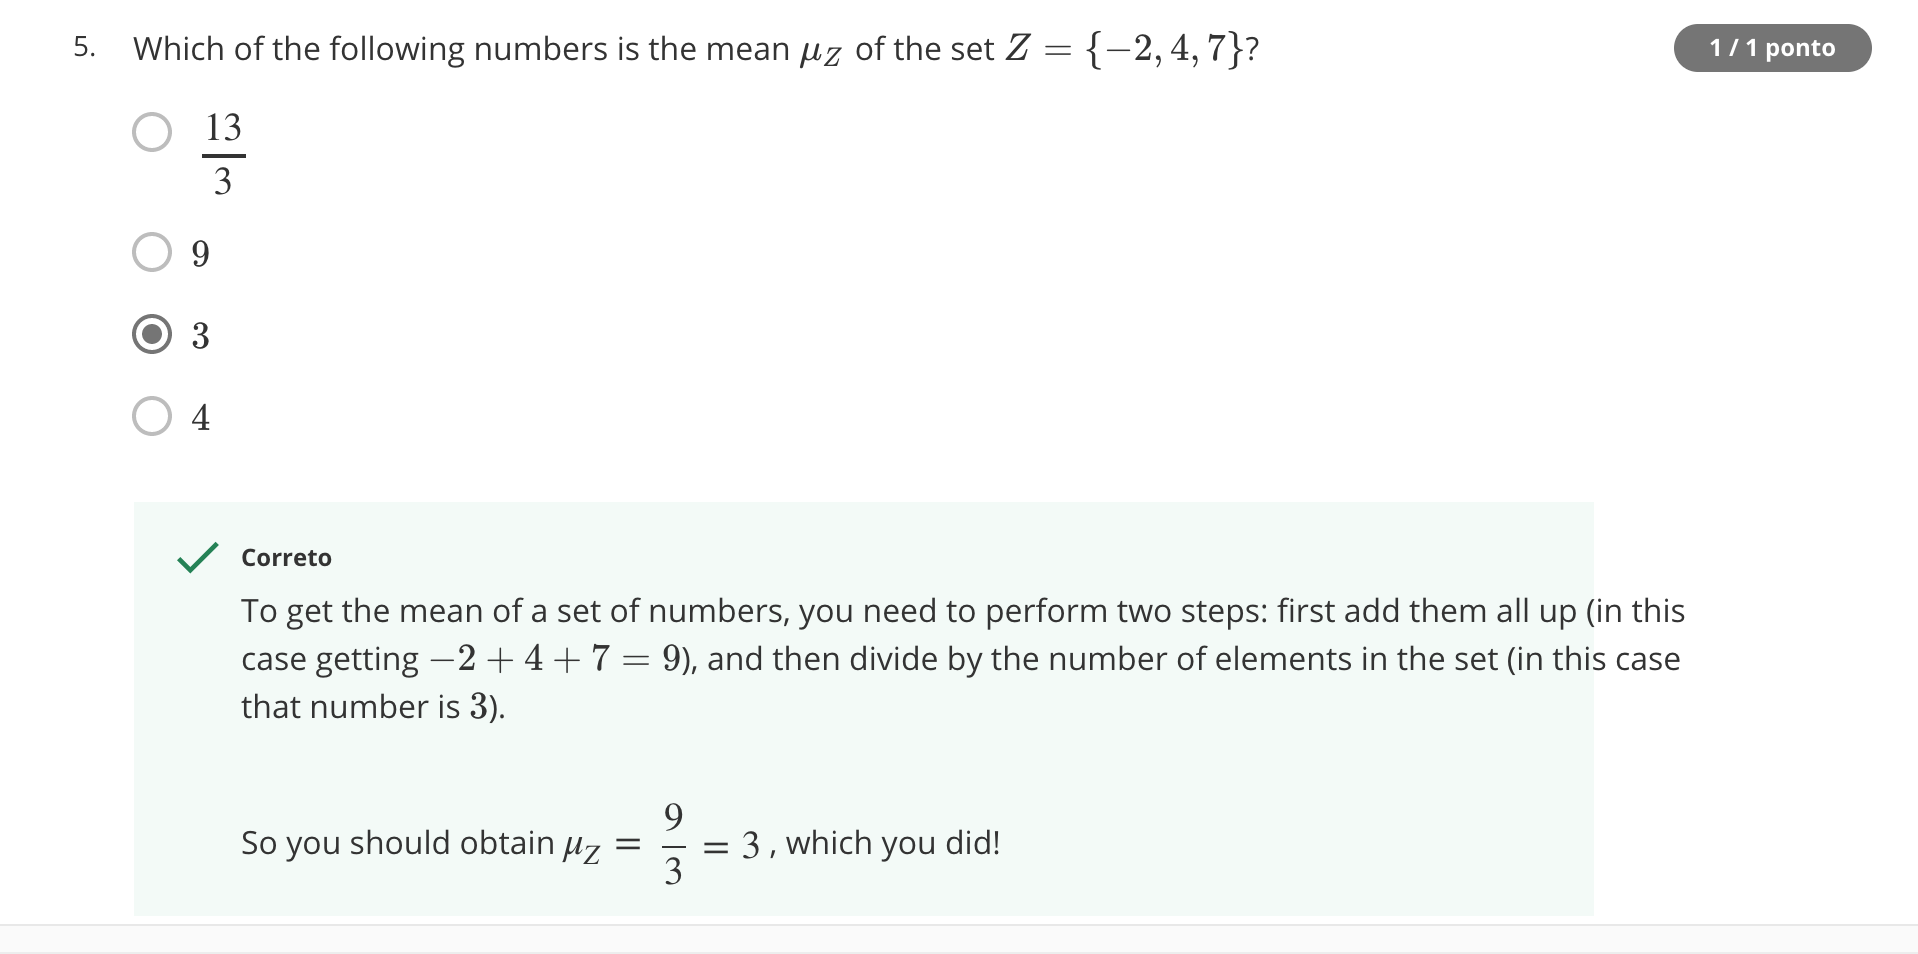 5. Which of the following numbers is the mean μ_Z of the set Z = {−2, 4, 7}?
1 / 1 ponto
13/3
9
3
4
Correto
To get the mean of a set of numbers, you need to perform two steps: first add them all up (in this
case getting −2 + 4 + 7 = 9), and then divide by the number of elements in the set (in this case
that number is 3).
So you should obtain μ_Z = 9/3 = 3 , which you did!